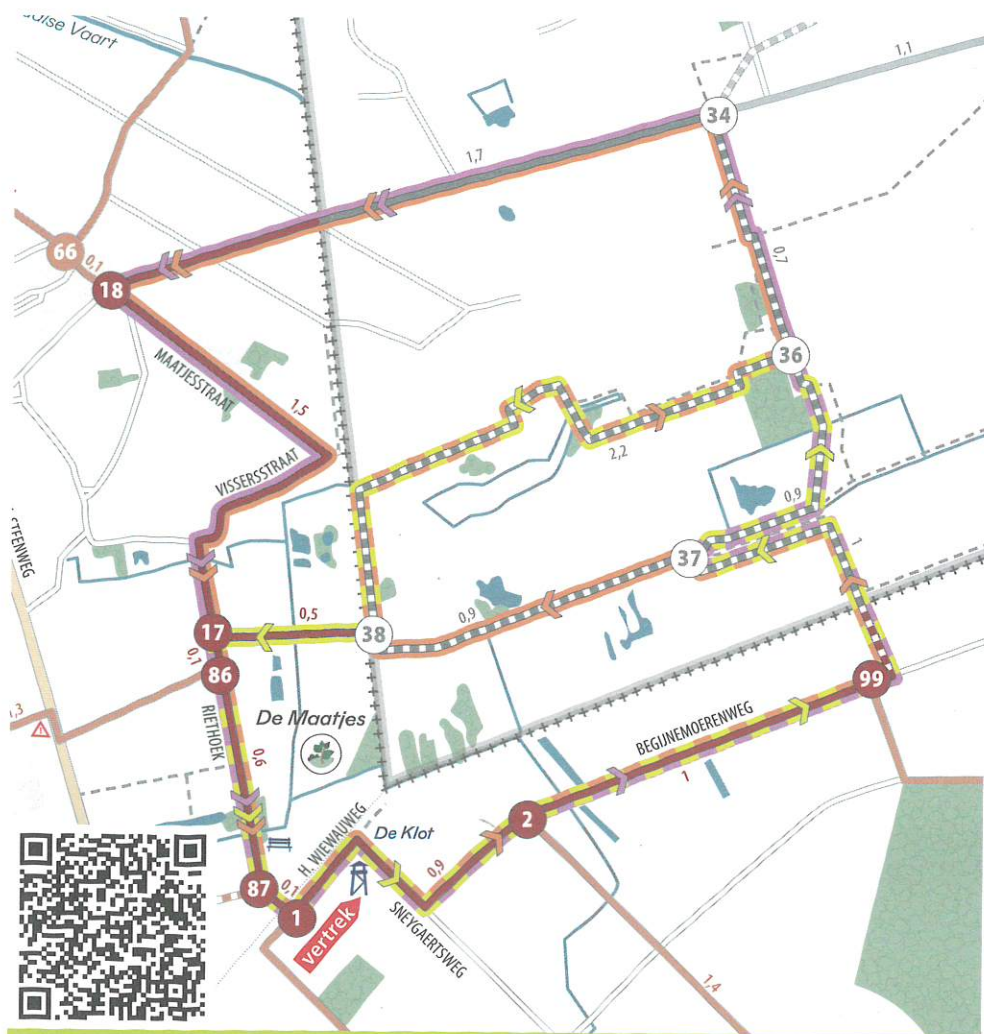 aalse Vaart
1,1
34
1,7
66
0,1
18
0,7
36
MAATJESSTRAAT
1,5
2,2
VISSERSSTRAAT
0,9
STEENWEG
37
1
0,9
0,5
17
38
0,1
86
99
1,3
RIETHOEK
De Maatjes
BEGIJNEMOERENWEG
0,6
1
2
De Klot
H. WIEWAUWEG
0,9
87
0,1
1
vertrek
SNEYGAERTSWEG
1,4